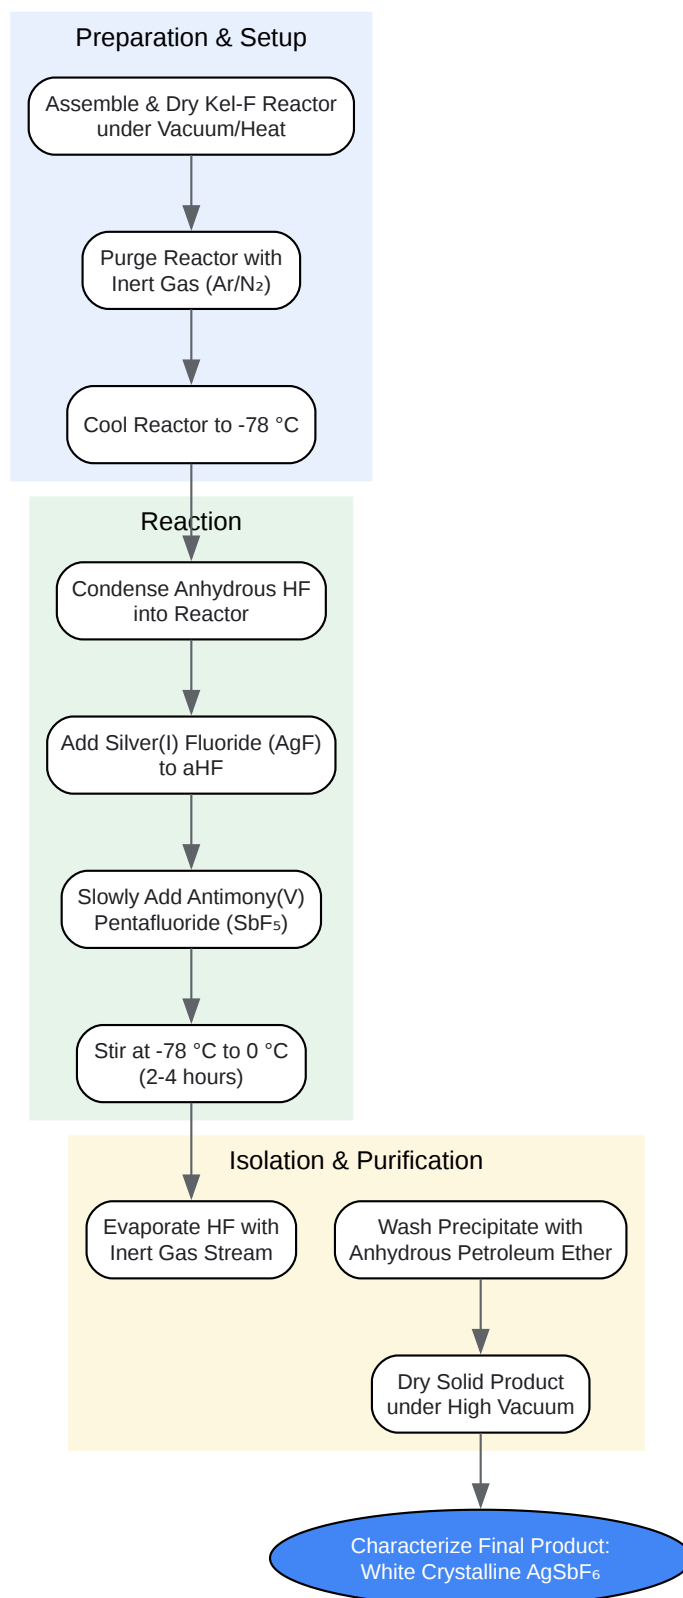 Preparation & Setup
Assemble & Dry Kel-F Reactor
under Vacuum/Heat
Purge Reactor with
Inert Gas (Ar/N₂)
Cool Reactor to -78 °C
Reaction
Condense Anhydrous HF
into Reactor
Add Silver(I) Fluoride (AgF)
to aHF
Slowly Add Antimony(V)
Pentafluoride (SbF₅)
Stir at -78 °C to 0 °C
(2-4 hours)
Isolation & Purification
Evaporate HF with
Inert Gas Stream
Wash Precipitate with
Anhydrous Petroleum Ether
Dry Solid Product
under High Vacuum
Characterize Final Product:
White Crystalline AgSbF₆